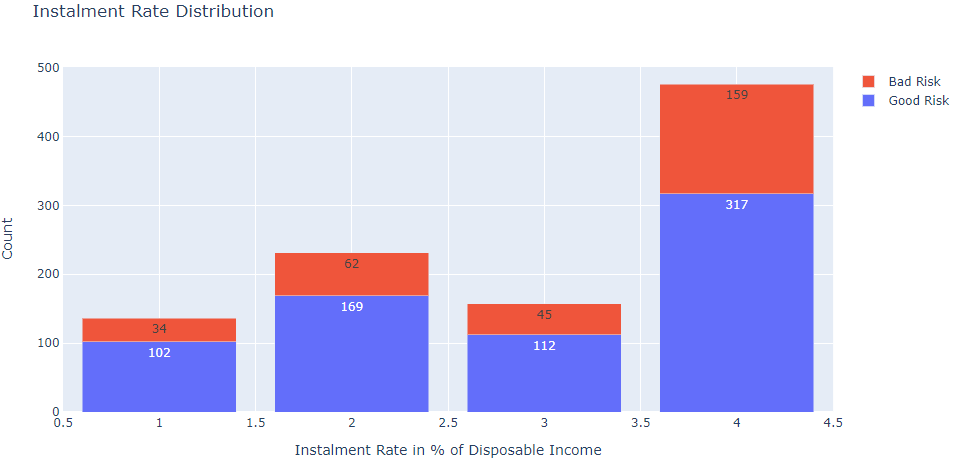 Instalment Rate Distribution
500
400
300
200
100
0
Count
159
317
62
169
45
112
34
102
0.5 1 1.5 2 2.5 3 3.5 4 4.5
Instalment Rate in % of Disposable Income
Bad Risk
Good Risk